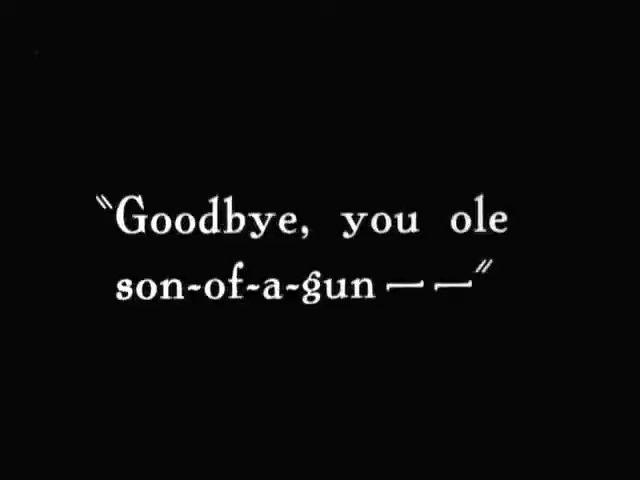 "Goodbye, you ole
son-of-a-gun — —"